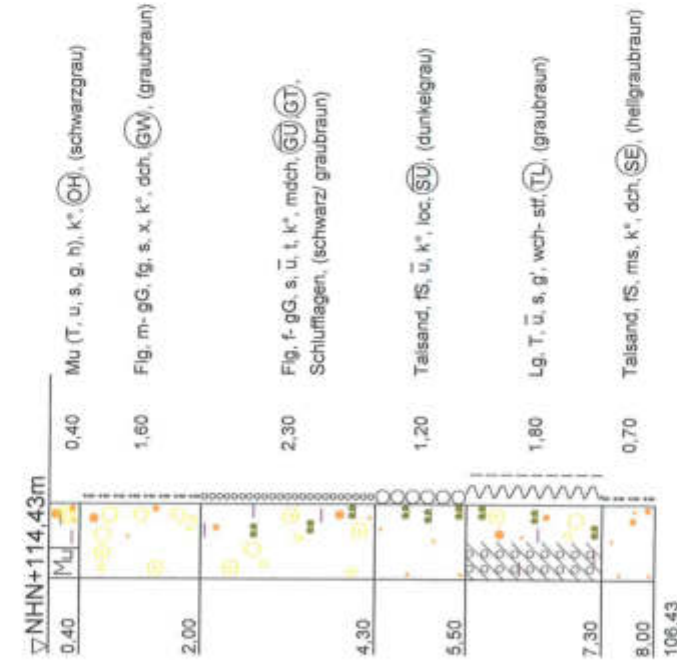 ▽NHN+114,43m
0,40 Mu (T, u, s, g, h), k°, OH, (schwarzgrau)
Mu
0,40
1,60 Flg, m- gG, fg, s, x, k°, dch, GW, (graubraun)
2,00
2,30 Flg, f- gG, s, ū, t, k°, mdch, GU, GT,
Schlufflagen, (schwarz/ graubraun)
4,30
1,20 Talsand, fS, ū, k°, loc, SU, (dunkelgrau)
5,50
1,80 Lg, T, ū, s, g', wch- stf, TL, (graubraun)
7,30
0,70 Talsand, fS, ms, k°, dch, SE, (hellgraubraun)
8,00
106,43